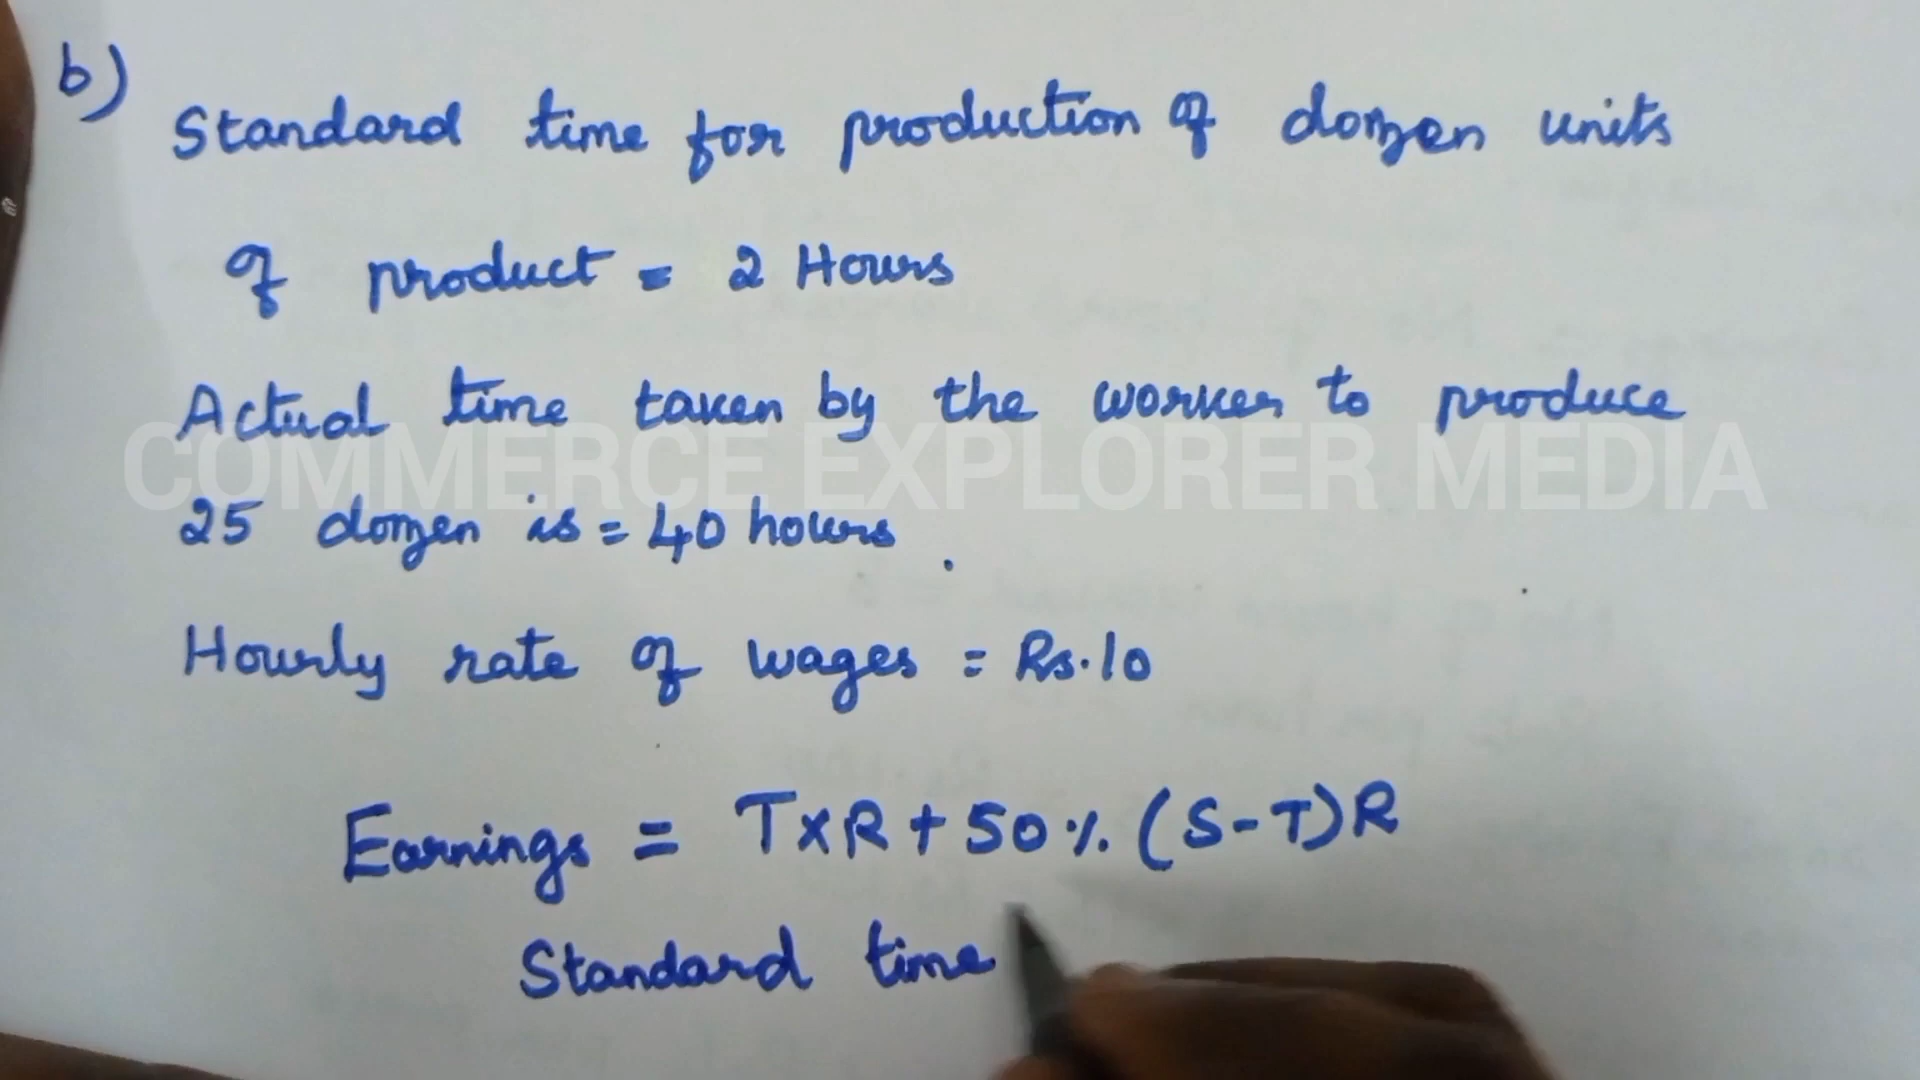 b)
Standard time for production of dozen units
of product = 2 Hours
Actual time taken by the worker to produce
COMMERCE EXPLORER MEDIA
25 dozen is = 40 hours.
Hourly rate of wages = Rs.10
Earnings = T×R + 50% (S-T)R
Standard time